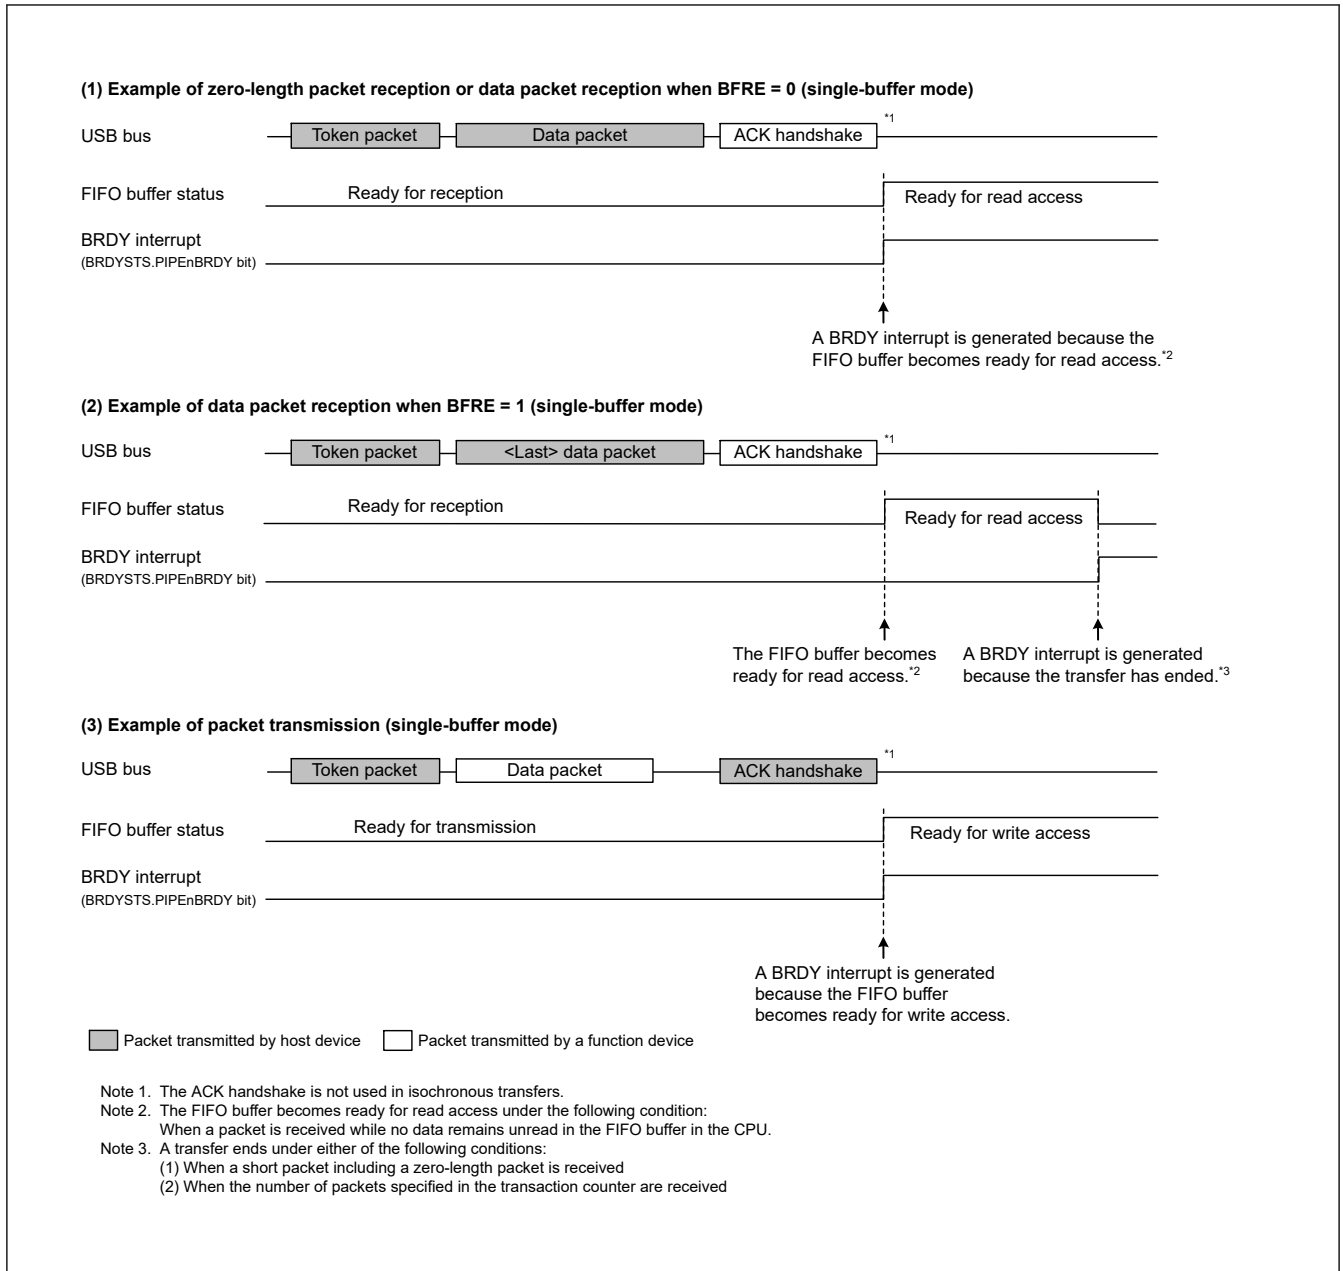 (1) Example of zero-length packet reception or data packet reception when BFRE = 0 (single-buffer mode)
USB bus Token packet Data packet ACK handshake *1
FIFO buffer status Ready for reception Ready for read access
BRDY interrupt
(BRDYSTS.PIPEnBRDY bit)
A BRDY interrupt is generated because the
FIFO buffer becomes ready for read access.*2
(2) Example of data packet reception when BFRE = 1 (single-buffer mode)
USB bus Token packet <Last> data packet ACK handshake *1
FIFO buffer status Ready for reception Ready for read access
BRDY interrupt
(BRDYSTS.PIPEnBRDY bit)
The FIFO buffer becomes
ready for read access.*2
A BRDY interrupt is generated
because the transfer has ended.*3
(3) Example of packet transmission (single-buffer mode)
USB bus Token packet Data packet ACK handshake *1
FIFO buffer status Ready for transmission Ready for write access
BRDY interrupt
(BRDYSTS.PIPEnBRDY bit)
A BRDY interrupt is generated
because the FIFO buffer
becomes ready for write access.
Packet transmitted by host device Packet transmitted by a function device
Note 1. The ACK handshake is not used in isochronous transfers.
Note 2. The FIFO buffer becomes ready for read access under the following condition:
When a packet is received while no data remains unread in the FIFO buffer in the CPU.
Note 3. A transfer ends under either of the following conditions:
(1) When a short packet including a zero-length packet is received
(2) When the number of packets specified in the transaction counter are received